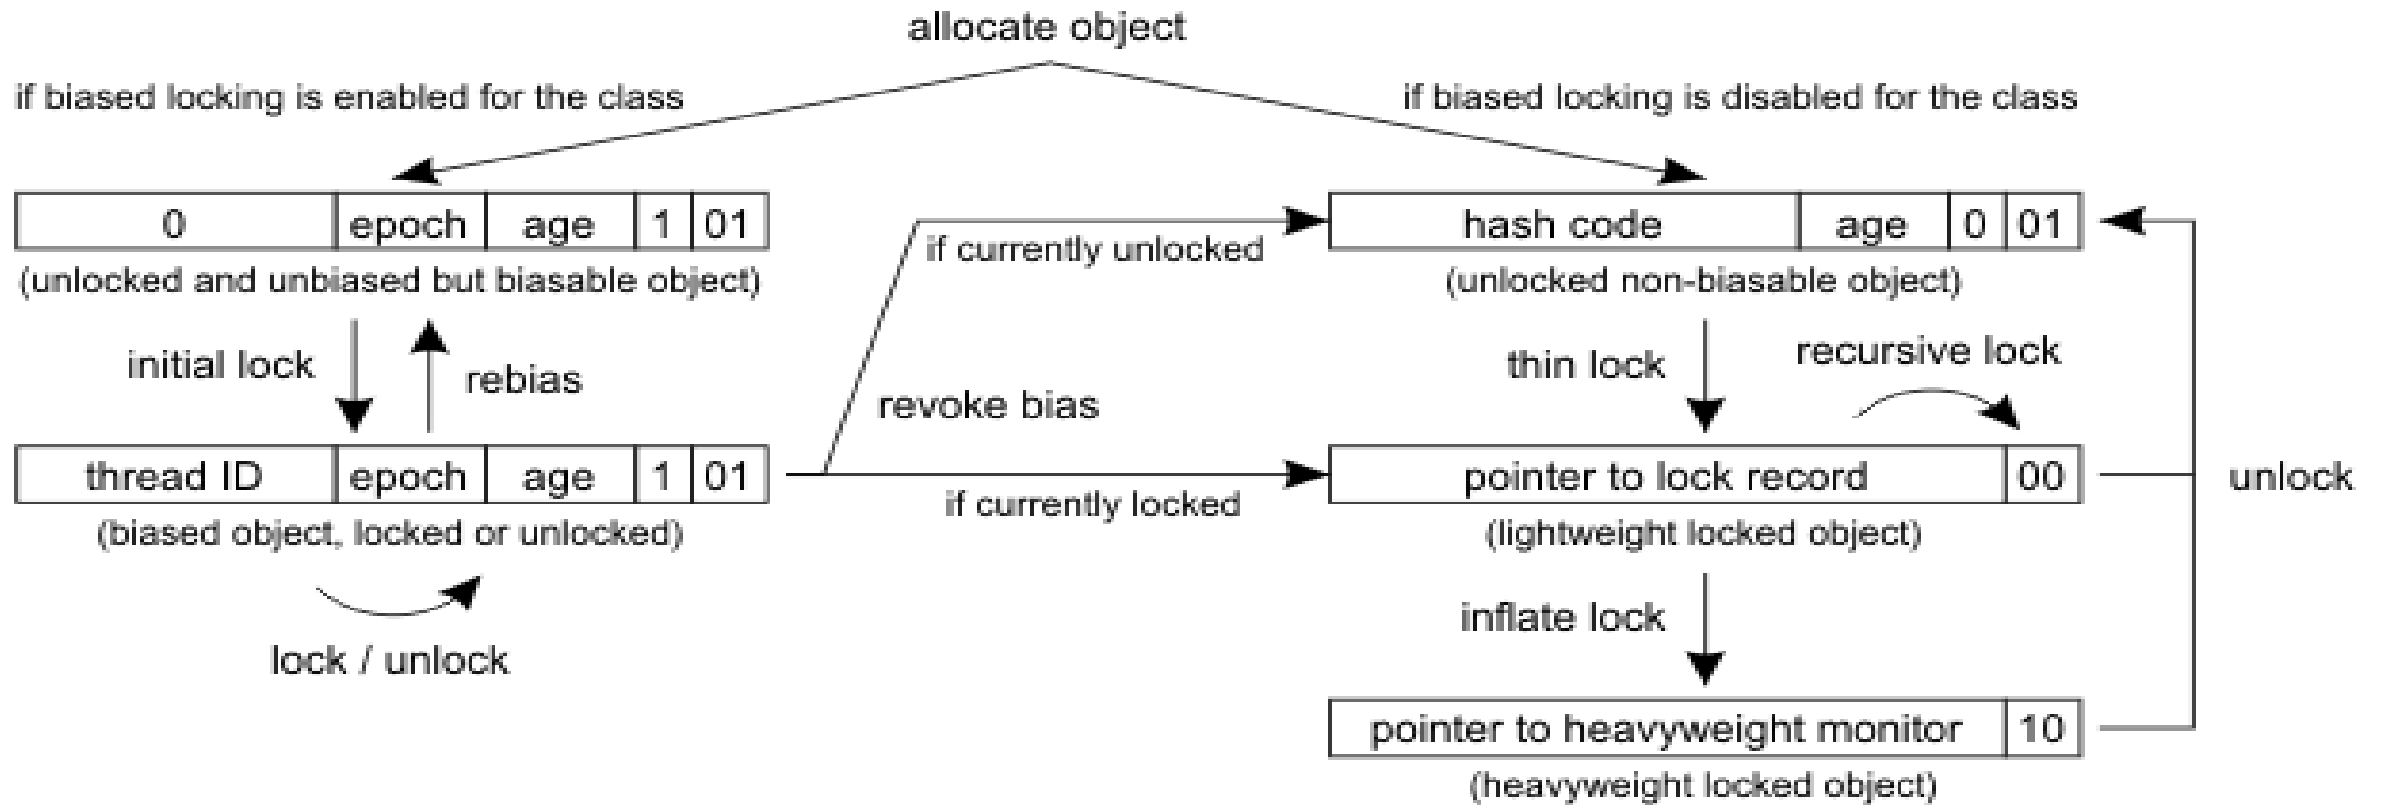 allocate object
if biased locking is enabled for the class
if biased locking is disabled for the class
0 epoch age 1 01
(unlocked and unbiased but biasable object)
hash code age 0 01
(unlocked non-biasable object)
if currently unlocked
initial lock
rebias
revoke bias
thin lock
recursive lock
thread ID epoch age 1 01
(biased object, locked or unlocked)
if currently locked
pointer to lock record 00
(lightweight locked object)
unlock
lock / unlock
inflate lock
pointer to heavyweight monitor 10
(heavyweight locked object)